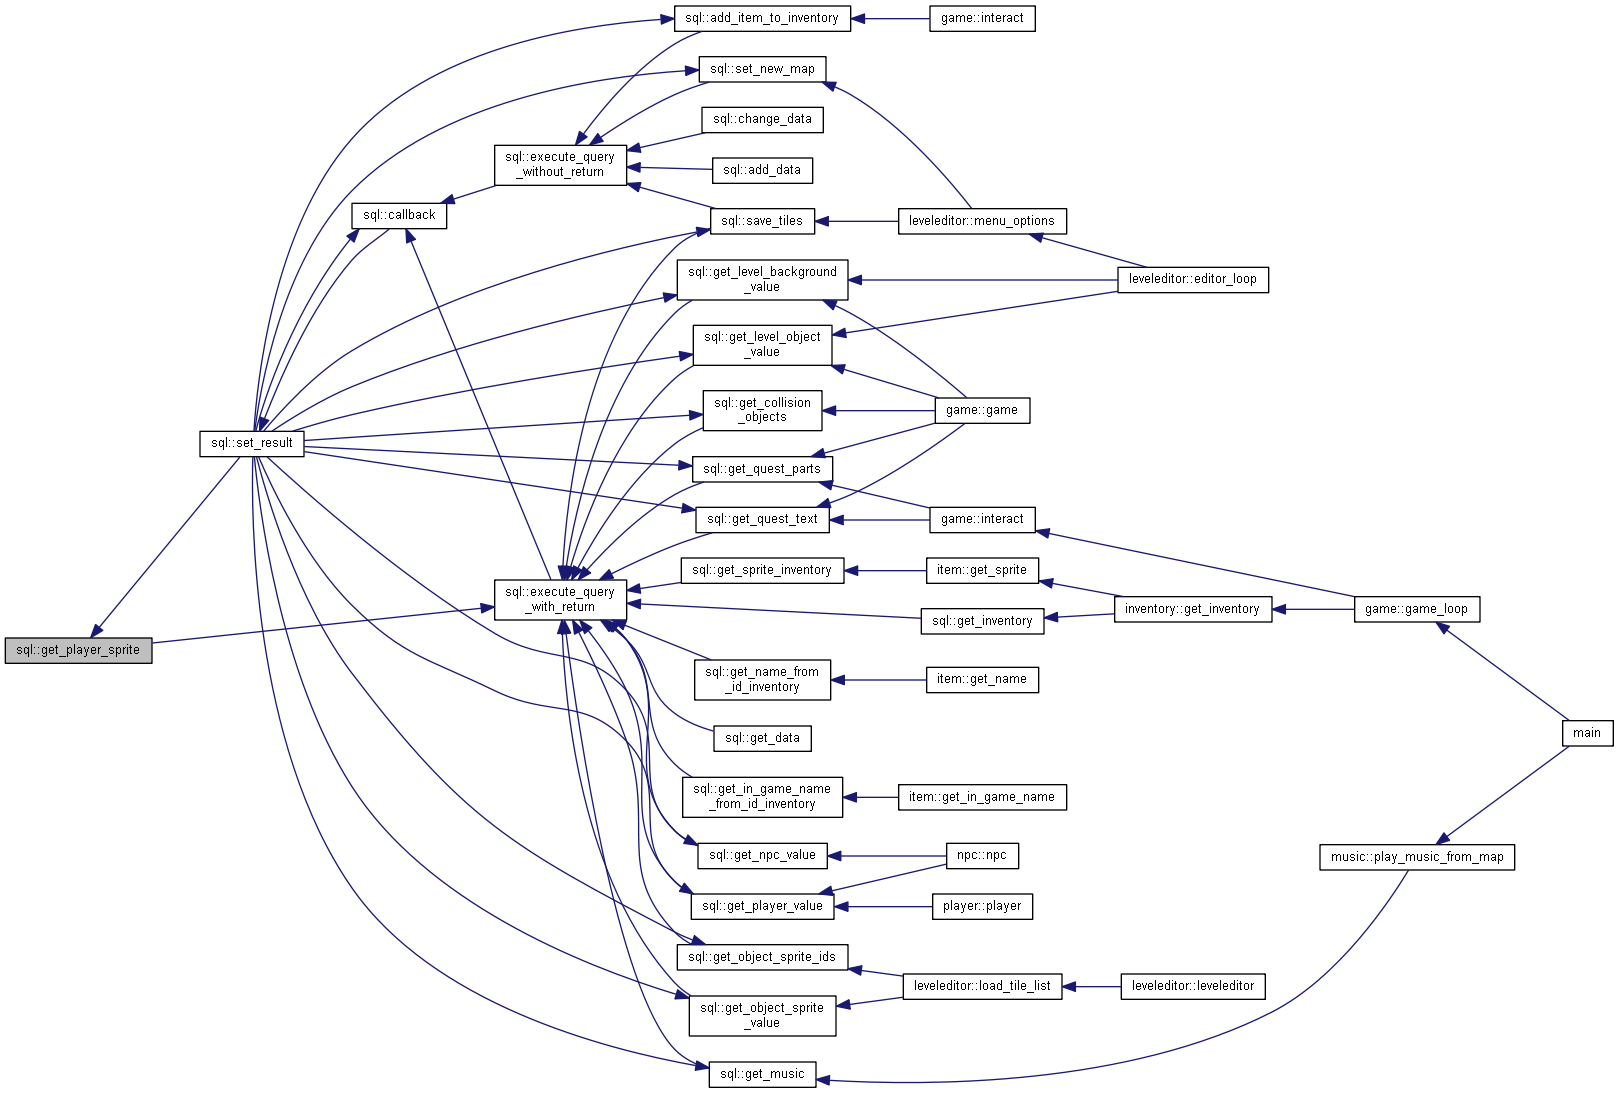 sql::add_item_to_inventory
game::interact
sql::set_new_map
sql::change_data
sql::execute_query
_without_return
sql::add_data
sql::callback
sql::save_tiles
leveleditor::menu_options
sql::get_level_background
_value
leveleditor::editor_loop
sql::get_level_object
_value
sql::get_collision
_objects
game::game
sql::set_result
sql::get_quest_parts
sql::get_quest_text
game::interact
sql::get_sprite_inventory
item::get_sprite
sql::execute_query
_with_return
inventory::get_inventory
game::game_loop
sql::get_inventory
sql::get_player_sprite
sql::get_name_from
_id_inventory
item::get_name
sql::get_data
main
sql::get_in_game_name
_from_id_inventory
item::get_in_game_name
sql::get_npc_value
npc::npc
music::play_music_from_map
sql::get_player_value
player::player
sql::get_object_sprite_ids
leveleditor::load_tile_list
leveleditor::leveleditor
sql::get_object_sprite
_value
sql::get_music